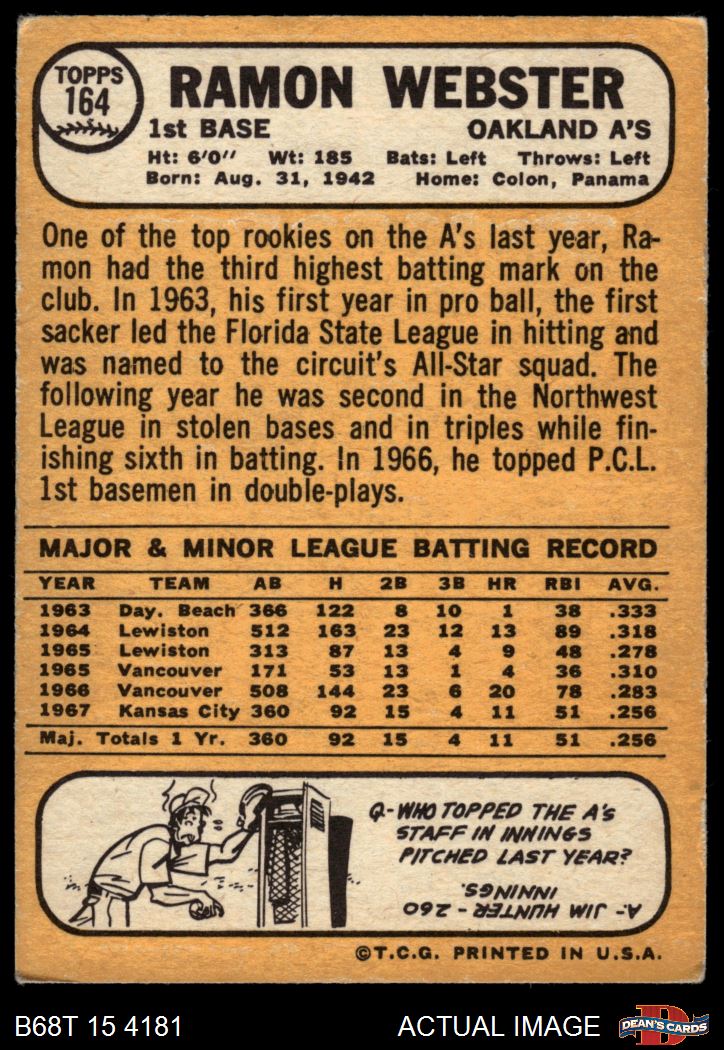 TOPPS
164
RAMON WEBSTER
1st BASE OAKLAND A'S
Ht: 6'0" Wt: 185 Bats: Left Throws: Left
Born: Aug. 31, 1942 Home: Colon, Panama
One of the top rookies on the A's last year, Ra-
mon had the third highest batting mark on the
club. In 1963, his first year in pro ball, the first
sacker led the Florida State League in hitting and
was named to the circuit's All-Star squad. The
following year he was second in the Northwest
League in stolen bases and in triples while fin-
ishing sixth in batting. In 1966, he topped P.C.L.
1st basemen in double-plays.
MAJOR & MINOR LEAGUE BATTING RECORD
YEAR TEAM AB H 2B 3B HR RBI AVG.
1963 Day. Beach 366 122 8 10 1 38 .333
1964 Lewiston 512 163 23 12 13 89 .318
1965 Lewiston 313 87 13 4 9 48 .278
1965 Vancouver 171 53 13 1 4 36 .310
1966 Vancouver 508 144 23 6 20 78 .283
1967 Kansas City 360 92 15 4 11 51 .256
Maj. Totals 1 Yr. 360 92 15 4 11 51 .256
Q-WHO TOPPED THE A'S
STAFF IN INNINGS
PITCHED LAST YEAR?
A- JIM HUNTER - 260
INNINGS.
©T.C.G. PRINTED IN U.S.A.
B68T 15 4181 ACTUAL IMAGE DEAN'S CARDS